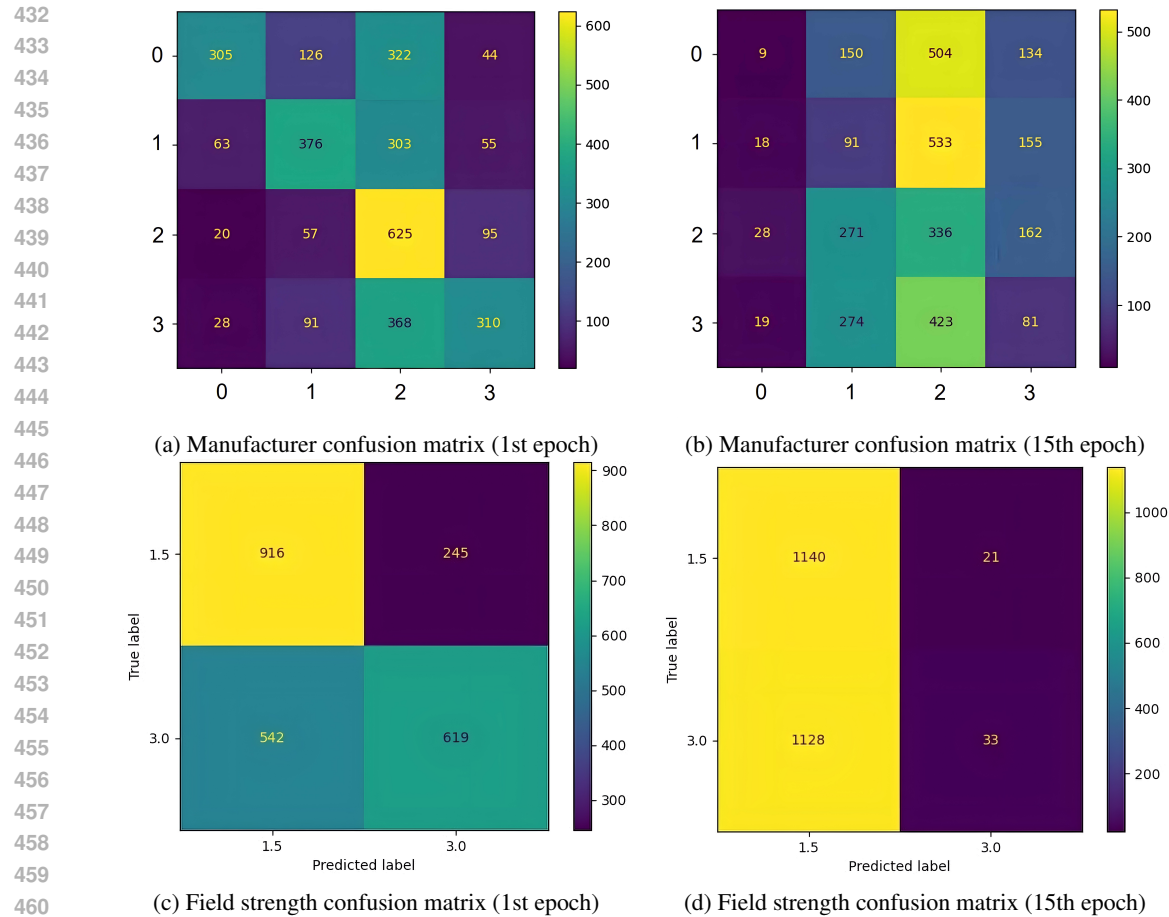 432
433
434
435
436
437
438
439
440
441
442
443
444
445
446
447
448
449
450
451
452
453
454
455
456
457
458
459
460
0 305 126 322 44
1 63 376 303 55
2 20 57 625 95
3 28 91 368 310
0 1 2 3
600
500
400
300
200
100
(a) Manufacturer confusion matrix (1st epoch)
0 9 150 504 134
1 18 91 533 155
2 28 271 336 162
3 19 274 423 81
0 1 2 3
500
400
300
200
100
(b) Manufacturer confusion matrix (15th epoch)
True label
1.5 916 245
3.0 542 619
1.5 3.0
Predicted label
900
800
700
600
500
400
300
(c) Field strength confusion matrix (1st epoch)
True label
1.5 1140 21
3.0 1128 33
1.5 3.0
Predicted label
1000
800
600
400
200
(d) Field strength confusion matrix (15th epoch)